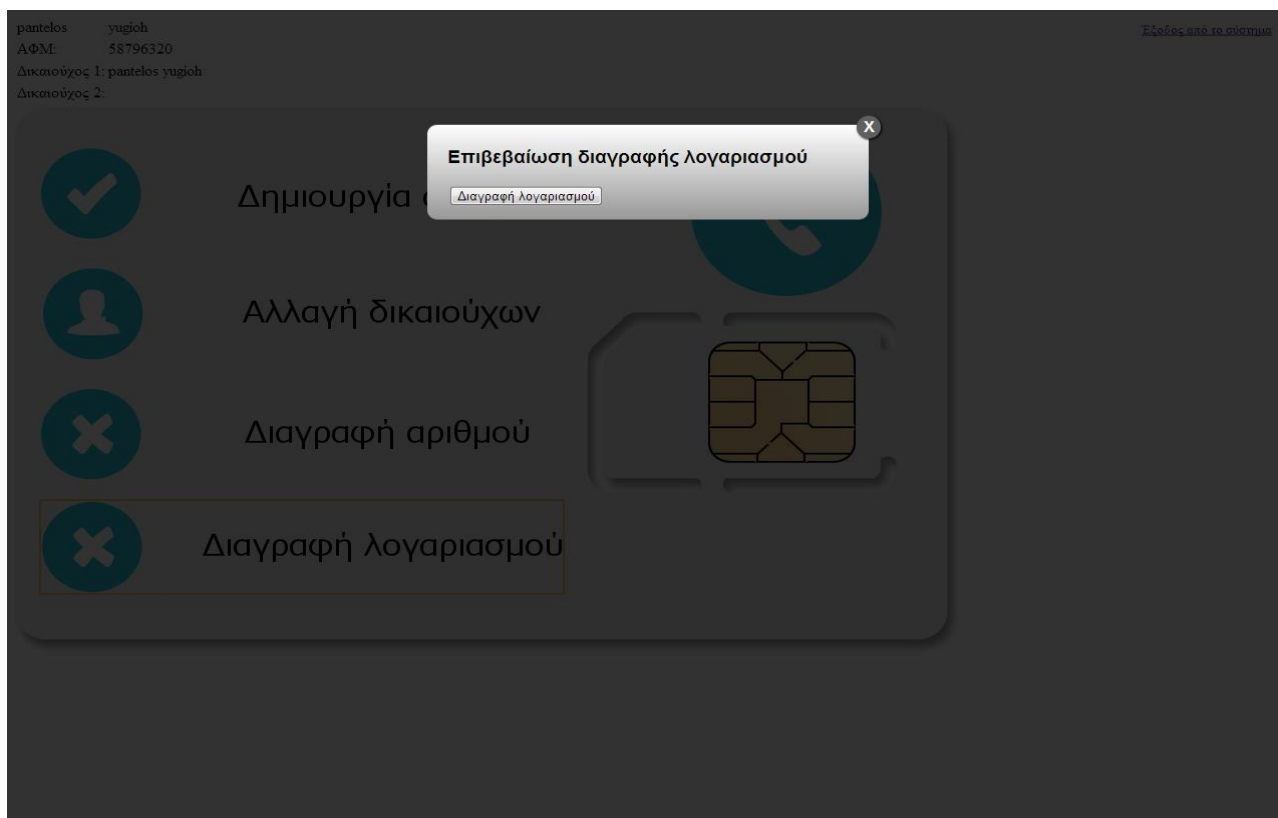 pantelos yugioh
ΑΦΜ: 58796320
Δικαιούχος 1: pantelos yugioh
Δικαιούχος 2:
Έξοδος από το σύστημα
X
Επιβεβαίωση διαγραφής λογαριασμού
Διαγραφή λογαριασμού
Δημιουργία
Αλλαγή δικαιούχων
Διαγραφή αριθμού
Διαγραφή λογαριασμού